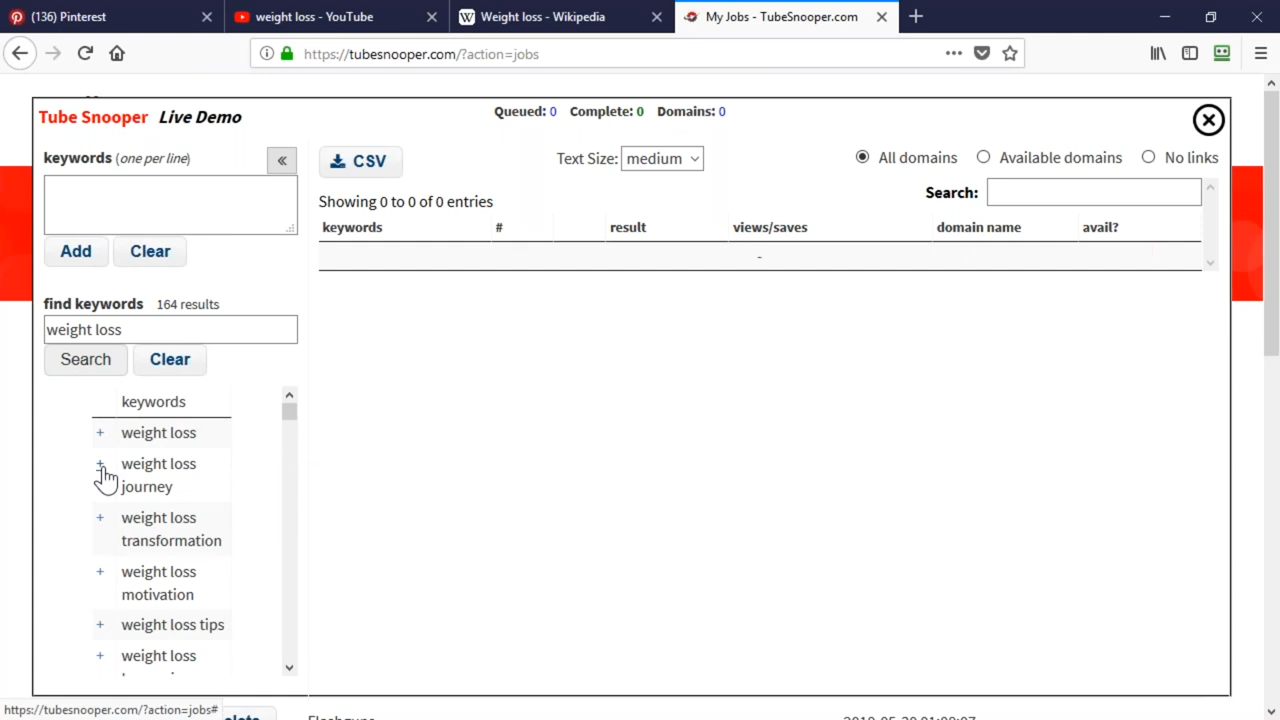 (136) Pinterest
weight loss - YouTube
Weight loss - Wikipedia
My Jobs - TubeSnooper.com
https://tubesnooper.com/?action=jobs
Tube Snooper Live Demo
Queued: 0 Complete: 0 Domains: 0
keywords (one per line)
«
CSV
Text Size: medium
All domains
Available domains
No links
Showing 0 to 0 of 0 entries
Search:
keywords # result views/saves domain name avail?
-
Add
Clear
find keywords 164 results
weight loss
Search
Clear
keywords
+ weight loss
+ weight loss
journey
+ weight loss
transformation
+ weight loss
motivation
+ weight loss tips
+ weight loss
https://tubesnooper.com/?action=jobs#